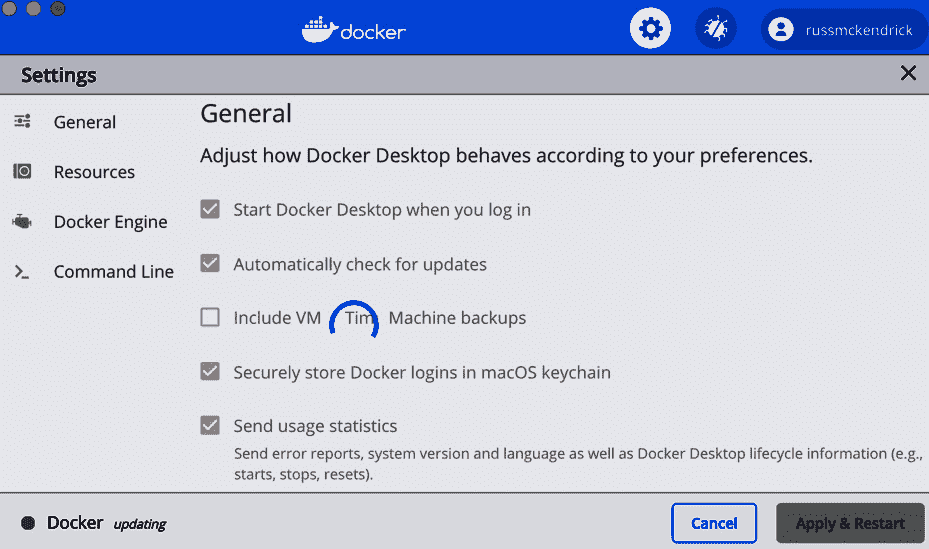 docker
russmckendrick
Settings
General
Resources
Docker Engine
Command Line
General
Adjust how Docker Desktop behaves according to your preferences.
Start Docker Desktop when you log in
Automatically check for updates
Include VM Tim Machine backups
Securely store Docker logins in macOS keychain
Send usage statistics
Send error reports, system version and language as well as Docker Desktop lifecycle information (e.g.,
starts, stops, resets).
Docker updating
Cancel
Apply & Restart